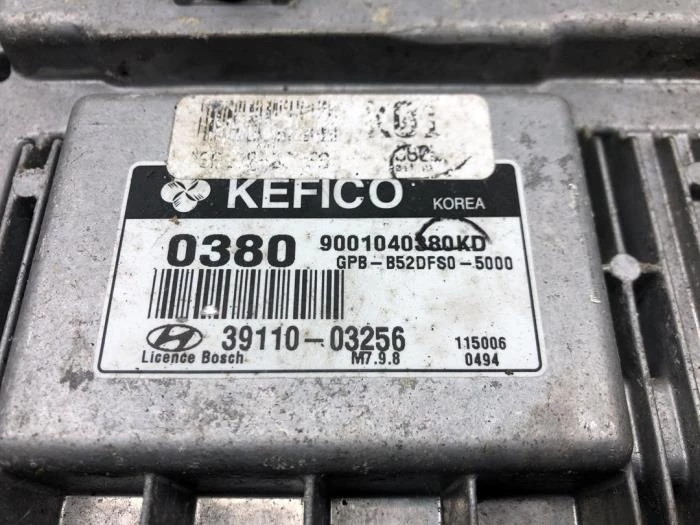 KEFICO KOREA
0380 9001040380KD
GPB-B52DFS0-5000
39110-03256 115006
Licence Bosch M7.9.8 0494